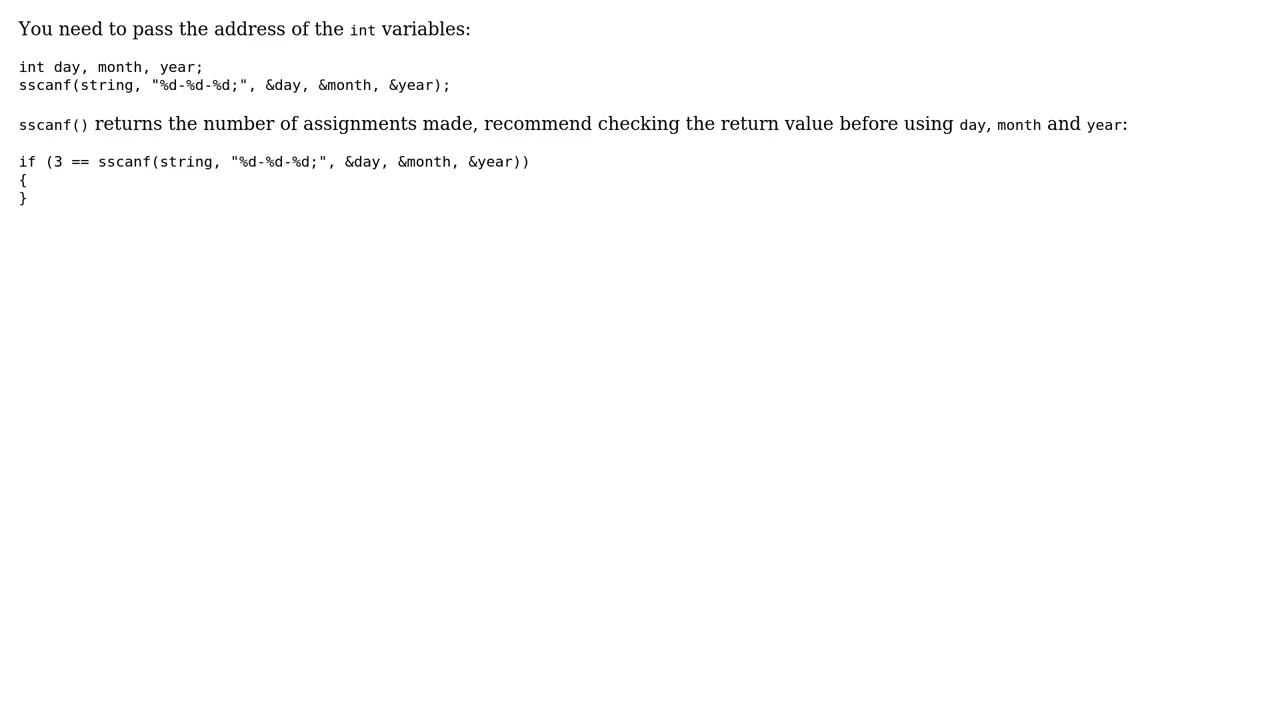 You need to pass the address of the int variables:
int day, month, year;
sscanf(string, "%d-%d-%d;", &day, &month, &year);
sscanf() returns the number of assignments made, recommend checking the return value before using day, month and year:
if (3 == sscanf(string, "%d-%d-%d;", &day, &month, &year))
{
}